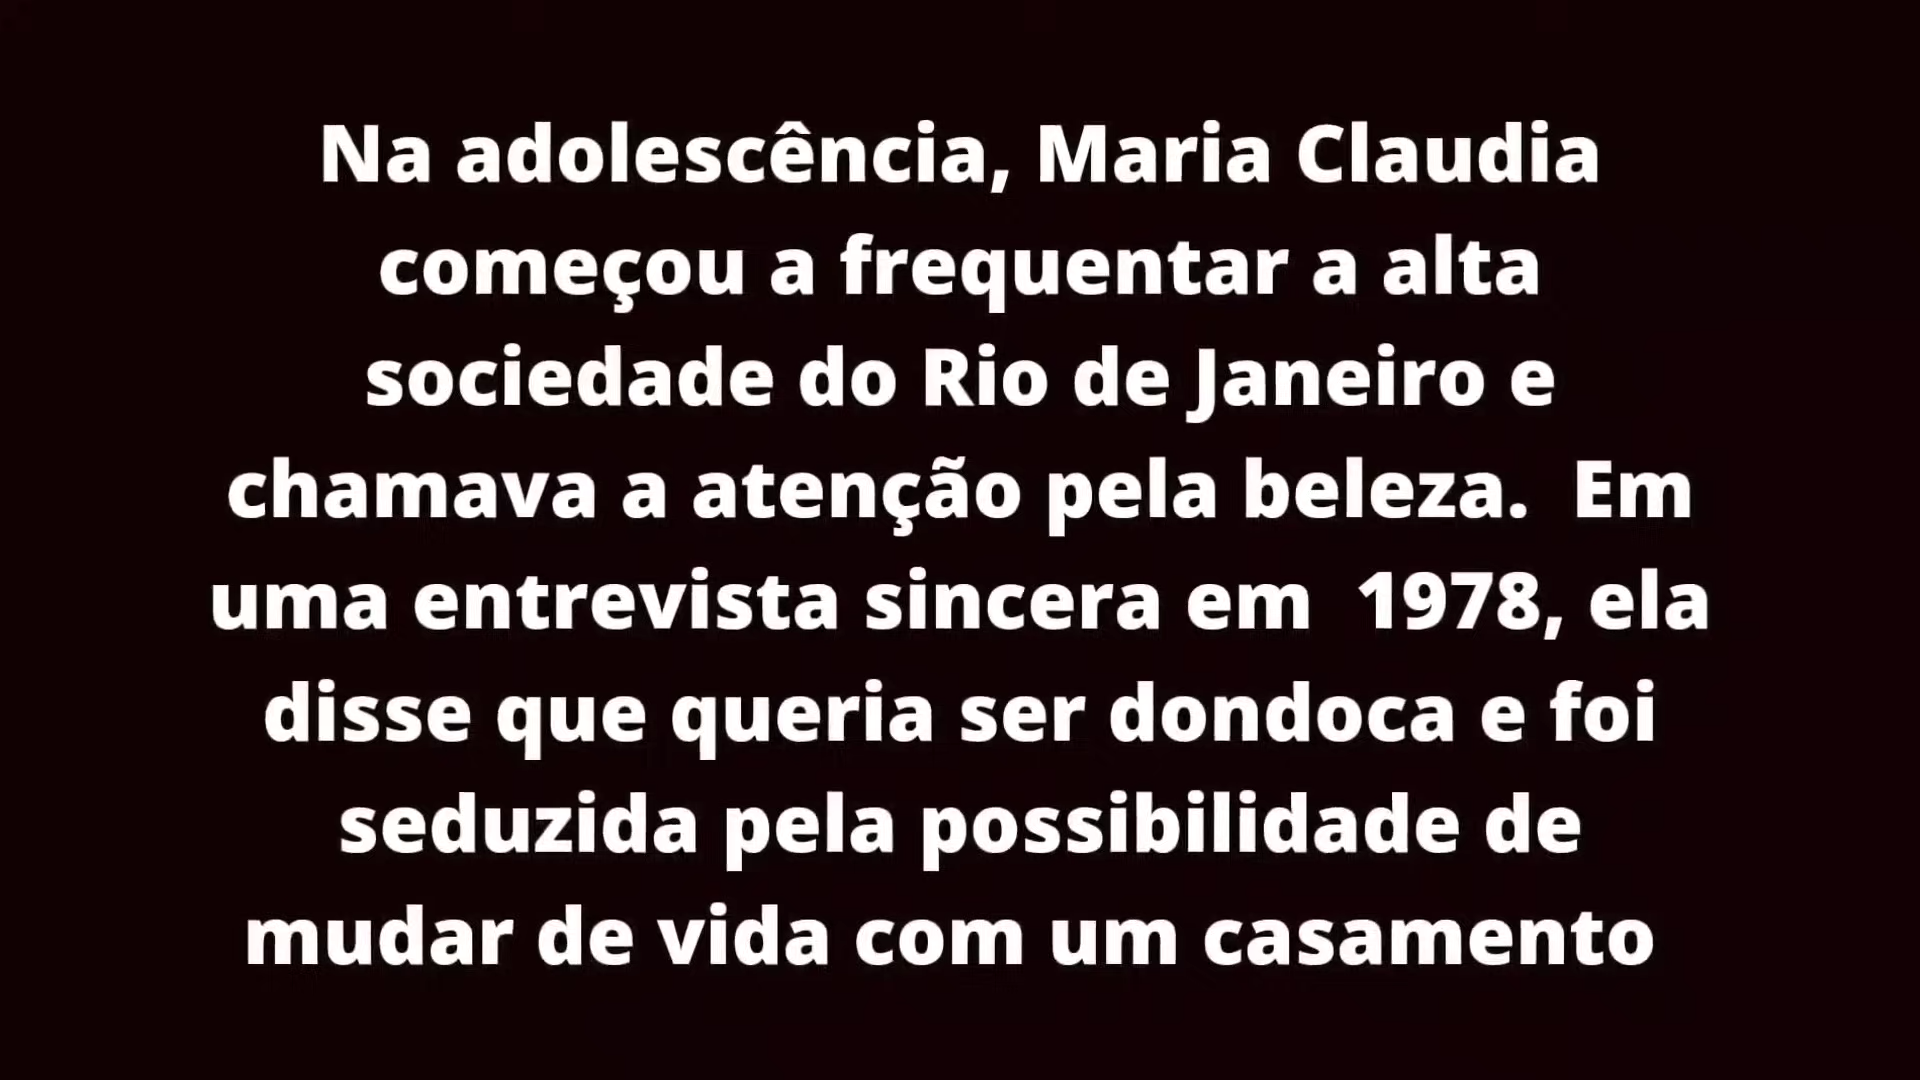 Na adolescência, Maria Claudia
começou a frequentar a alta
sociedade do Rio de Janeiro e
chamava a atenção pela beleza.  Em
uma entrevista sincera em  1978, ela
disse que queria ser dondoca e foi
seduzida pela possibilidade de
mudar de vida com um casamento